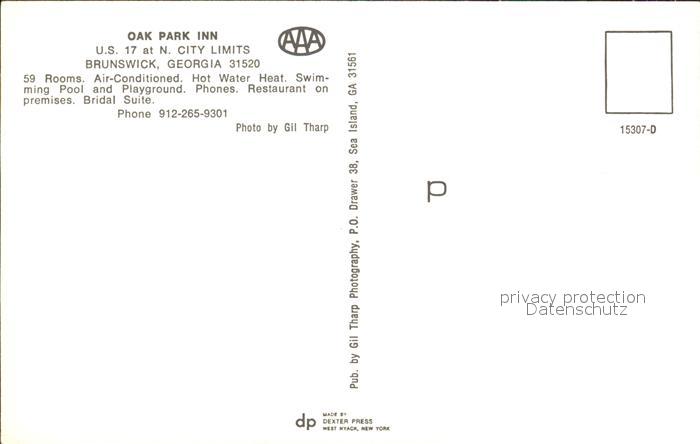 OAK PARK INN
U.S. 17 at N. CITY LIMITS
BRUNSWICK, GEORGIA 31520
AAA
59 Rooms. Air-Conditioned. Hot Water Heat. Swim-
ming Pool and Playground. Phones. Restaurant on
premises. Bridal Suite.
Phone 912-265-9301
Photo by Gil Tharp
Pub. by Gil Tharp Photography, P.O. Drawer 38, Sea Island, GA 31561
15307-D
p
privacy protection
Datenschutz
dp
MADE BY
DEXTER PRESS
WEST NYACK, NEW YORK